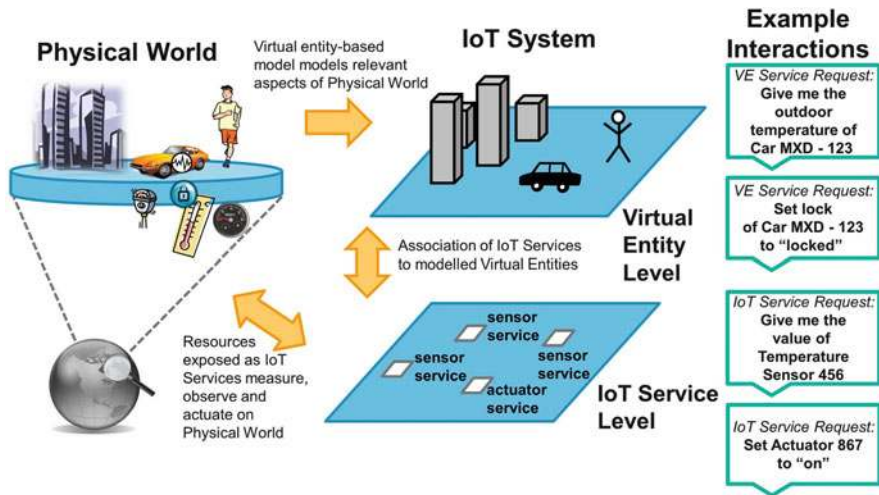 Physical World
Virtual entity-based
model models relevant
aspects of Physical World
IoT System
Virtual
Entity
Level
Association of IoT Services
to modelled Virtual Entities
Resources
exposed as IoT
Services measure,
observe and
actuate on
Physical World
sensor
service
sensor
service
sensor
service
actuator
service
IoT Service
Level
Example
Interactions
VE Service Request:
Give me the
outdoor
temperature of
Car MXD - 123
VE Service Request:
Set lock
of Car MXD - 123
to “locked”
IoT Service Request:
Give me the
value of
Temperature
Sensor 456
IoT Service Request:
Set Actuator 867
to “on”